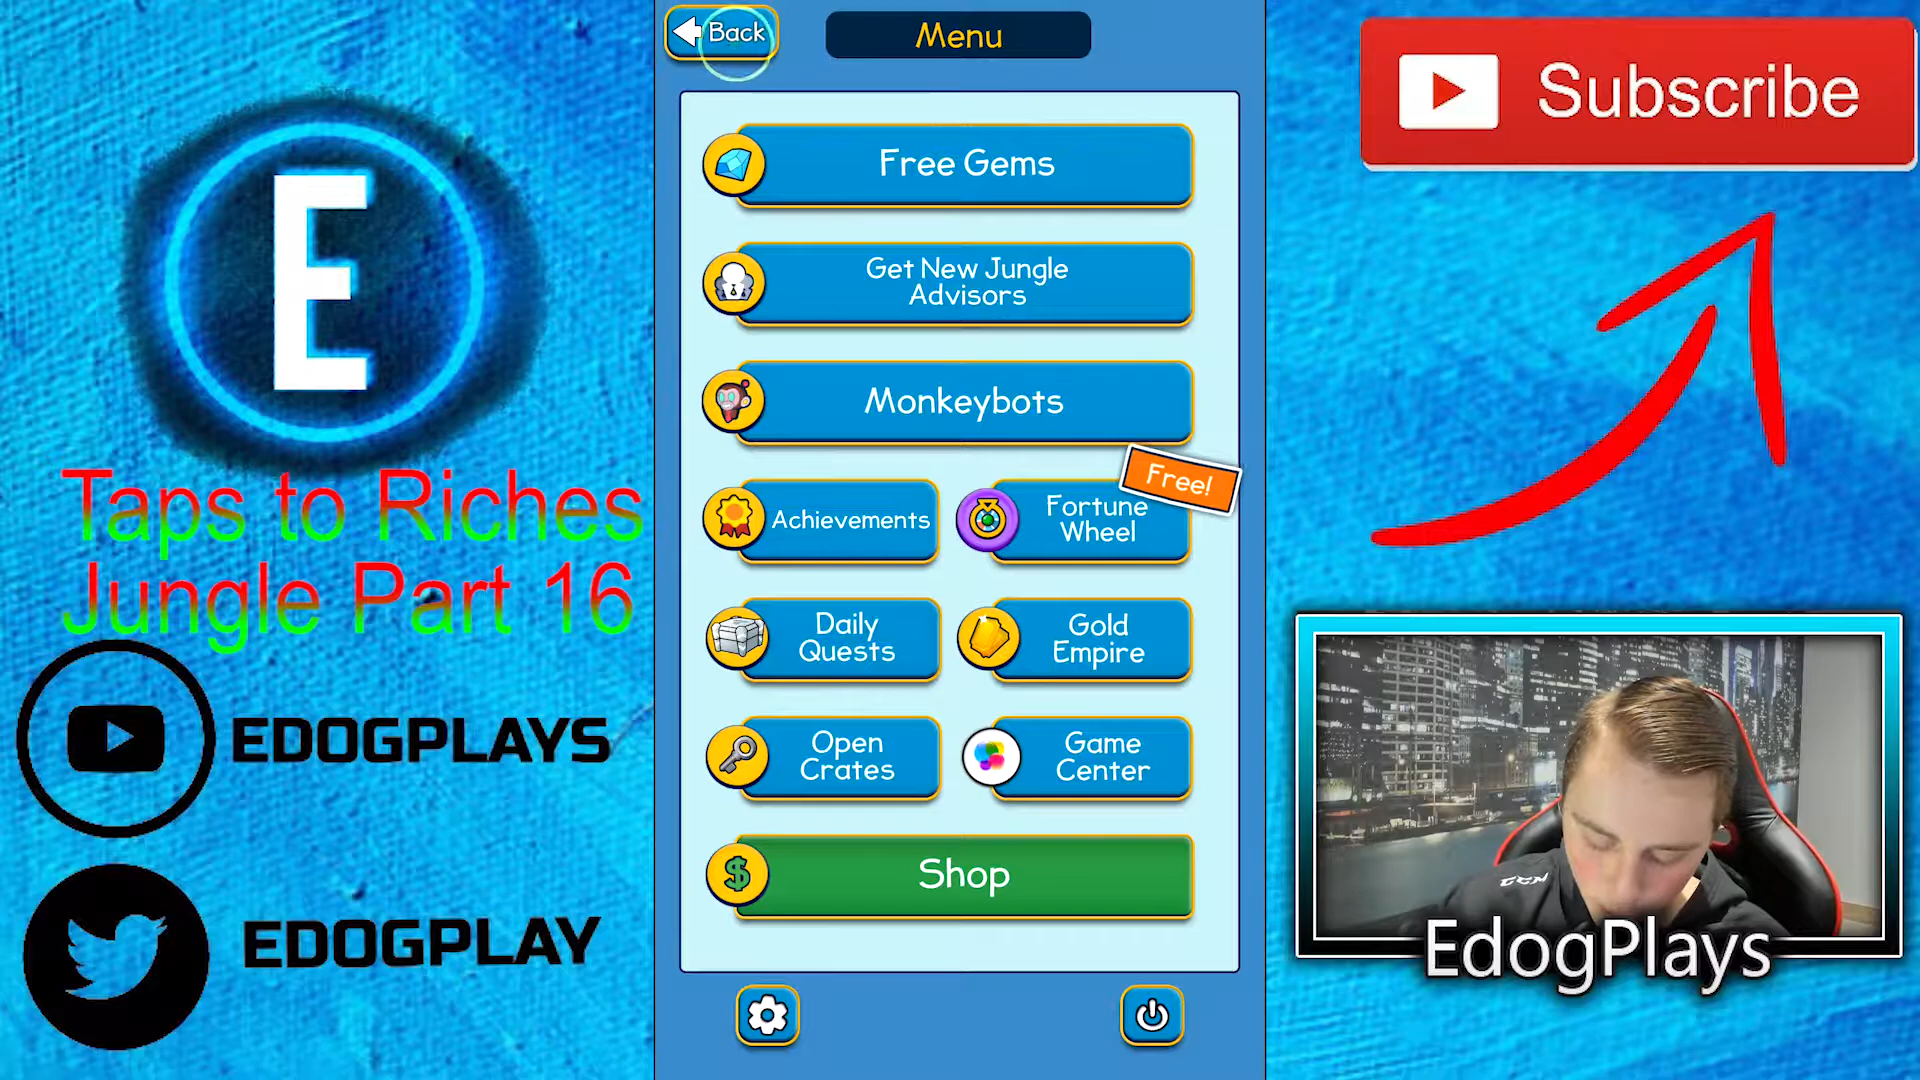 Back
Menu
Subscribe
Free Gems
Get New Jungle
Advisors
Monkeybots
Free!
Achievements
Fortune
Wheel
Daily
Quests
Gold
Empire
Open
Crates
Game
Center
Shop
E
Taps to Riches
Jungle Part 16
EDOGPLAYS
EDOGPLAY
CCM
EdogPlays